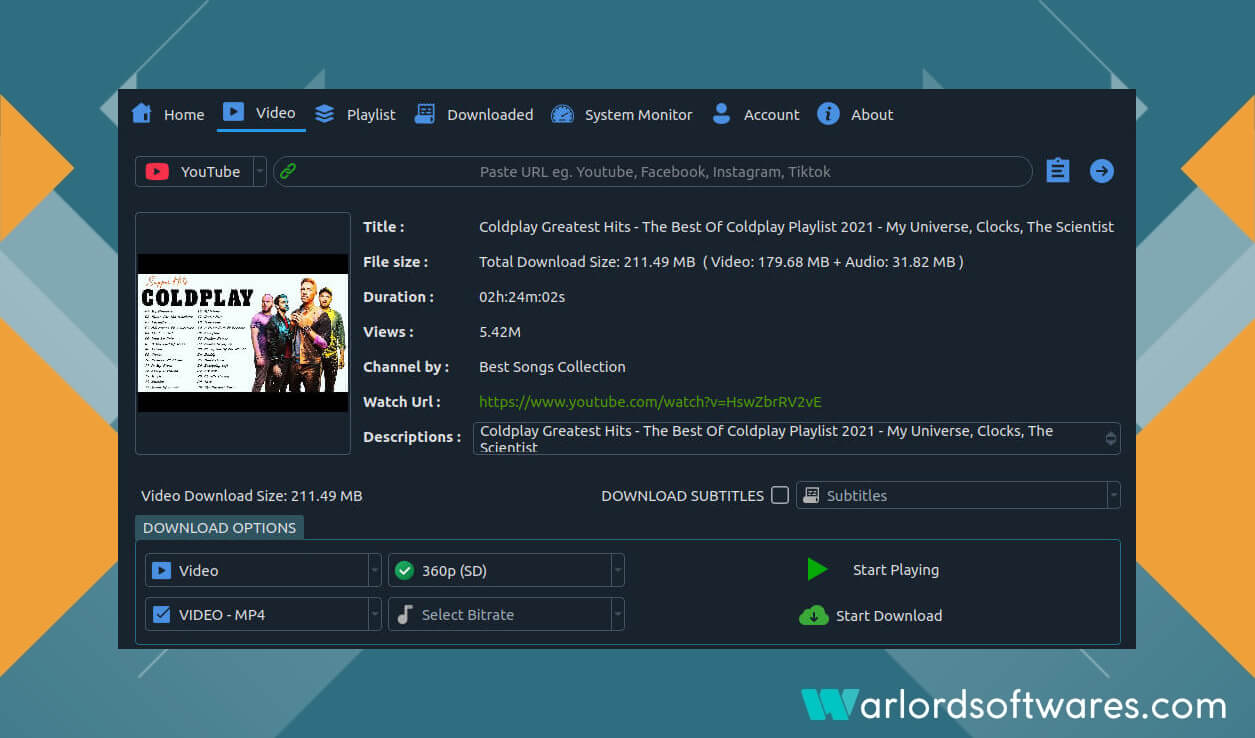 Home
Video
Playlist
Downloaded
System Monitor
Account
About
YouTube
Paste URL eg. Youtube, Facebook, Instagram, Tiktok
Title :
Coldplay Greatest Hits - The Best Of Coldplay Playlist 2021 - My Universe, Clocks, The Scientist
COLDPLAY
File size :
Total Download Size: 211.49 MB ( Video: 179.68 MB + Audio: 31.82 MB )
Duration :
02h:24m:02s
Views :
5.42M
Channel by :
Best Songs Collection
Watch Url :
https://www.youtube.com/watch?v=HswZbrRV2vE
Descriptions :
Coldplay Greatest Hits - The Best Of Coldplay Playlist 2021 - My Universe, Clocks, The
Scientist
Video Download Size: 211.49 MB
DOWNLOAD SUBTITLES
Subtitles
DOWNLOAD OPTIONS
Video
360p (SD)
Start Playing
VIDEO - MP4
Select Bitrate
Start Download
Warlordsoftwares.com